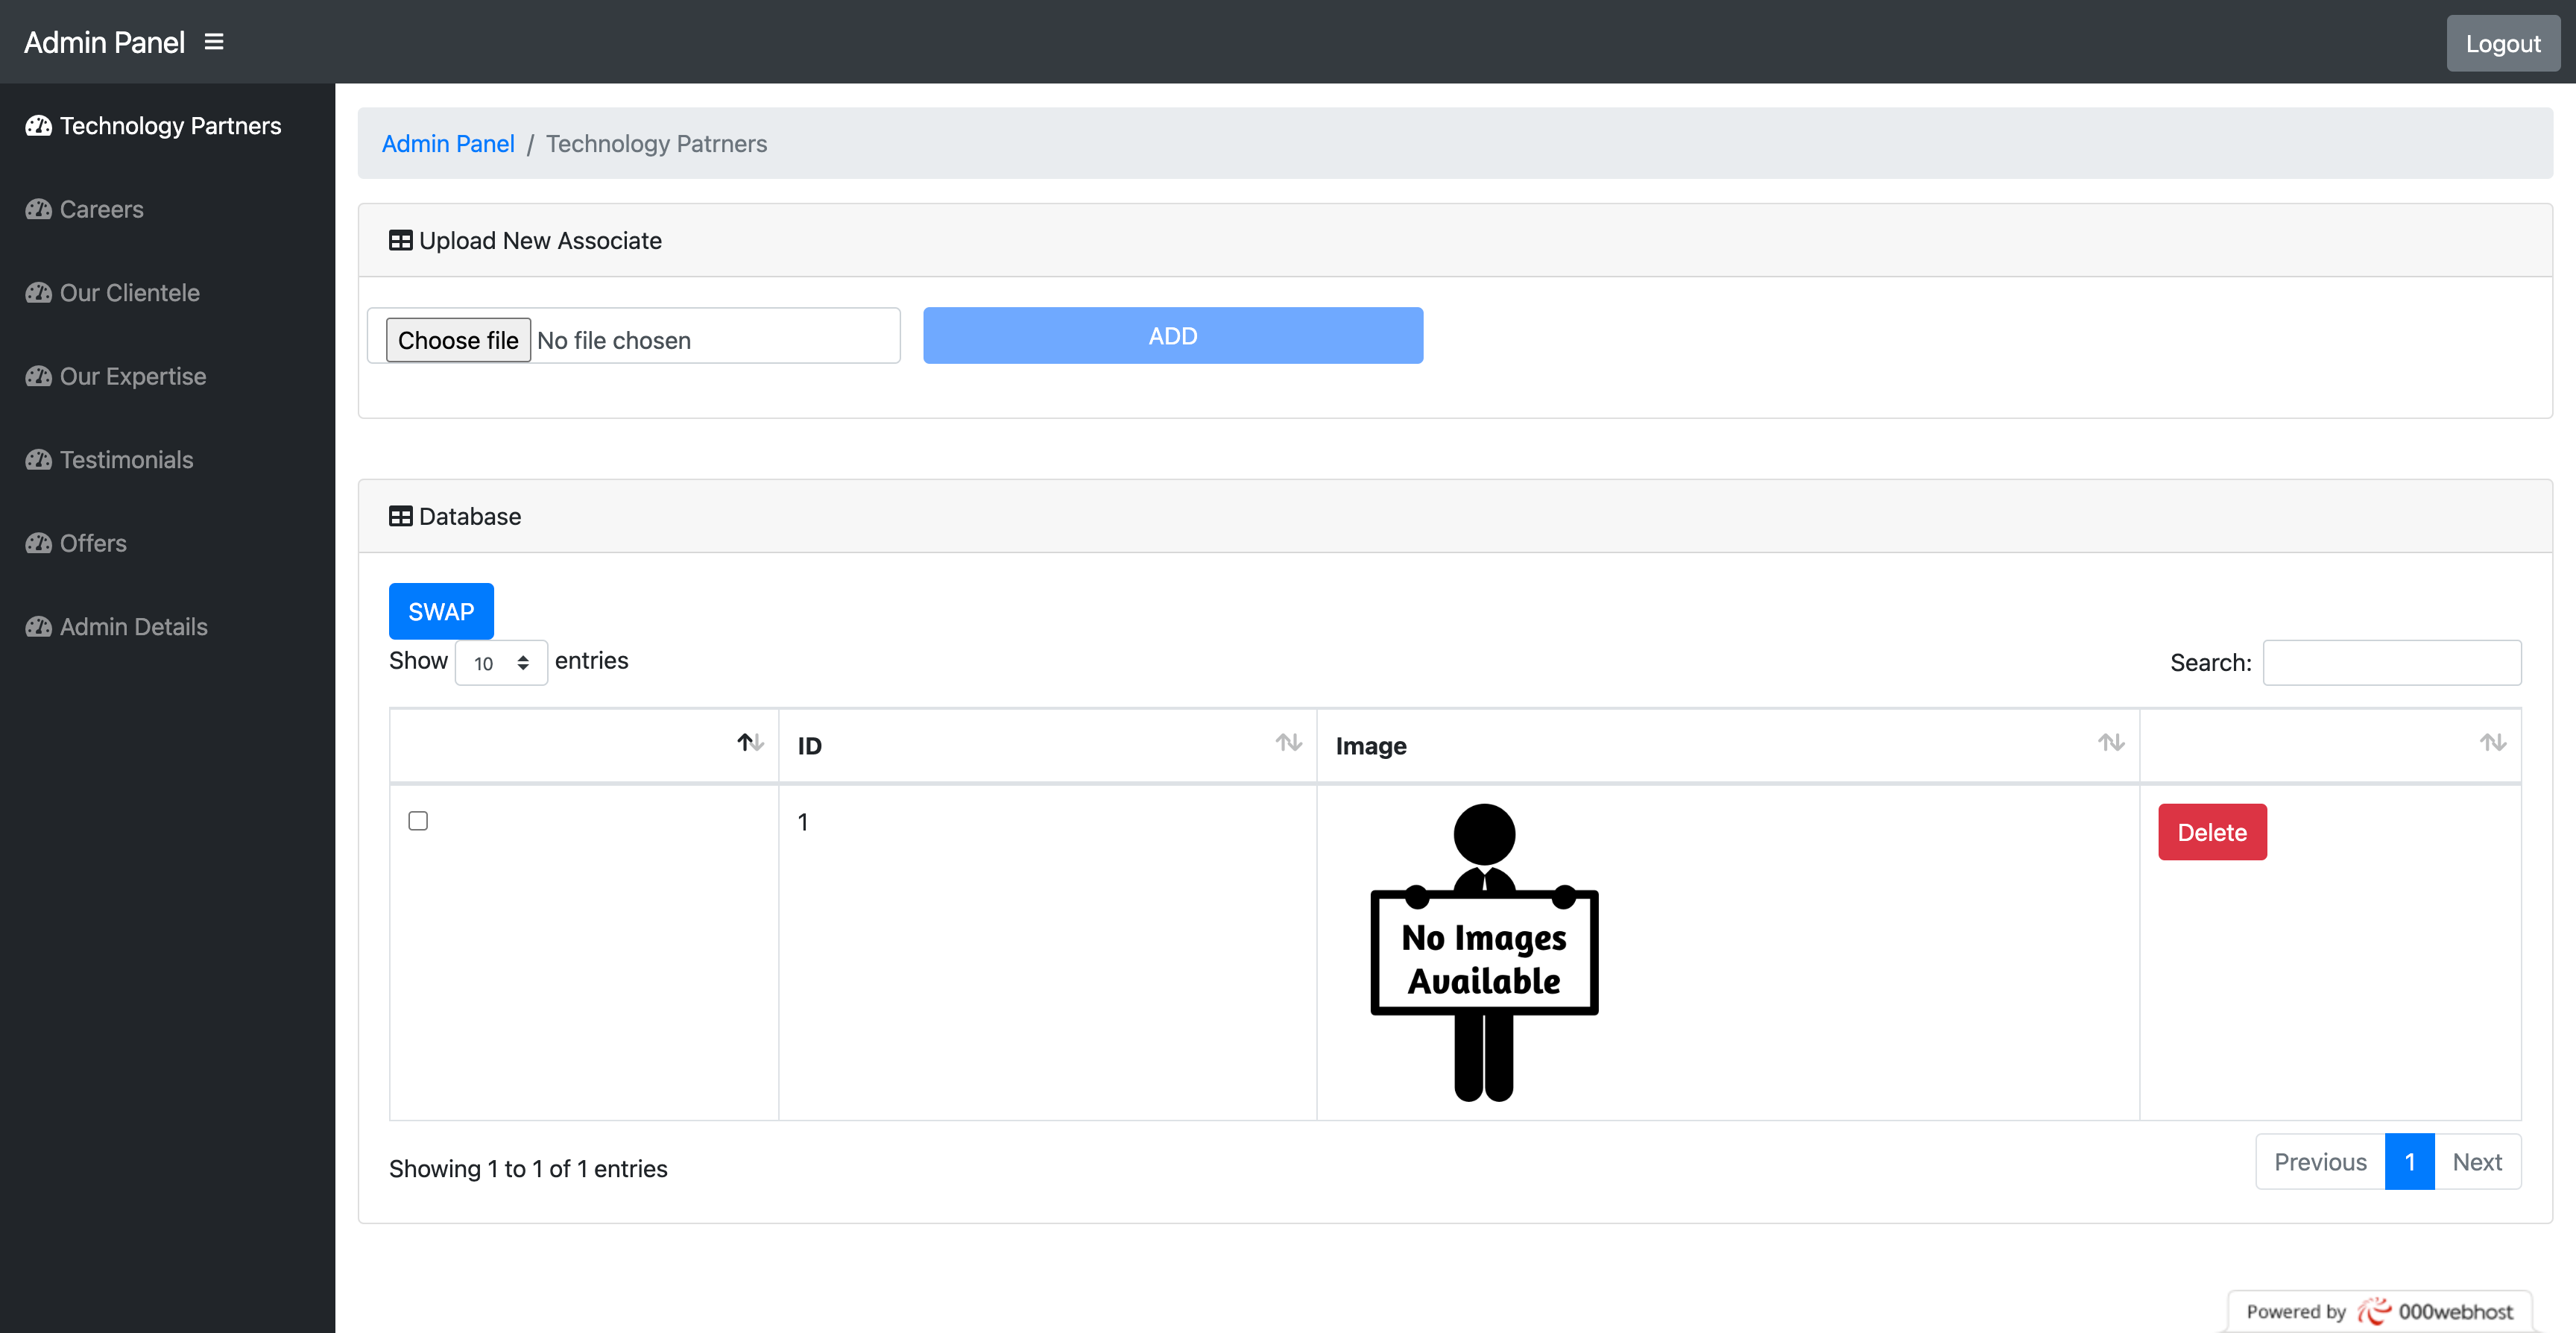 Admin Panel
Logout
Technology Partners
Careers
Our Clientele
Our Expertise
Testimonials
Offers
Admin Details
Admin Panel / Technology Patrners
Upload New Associate
Choose file No file chosen
ADD
Database
SWAP
Show 10 entries
Search:
ID Image
1
No Images
Available
Delete
Showing 1 to 1 of 1 entries
Previous 1 Next
Powered by 000webhost